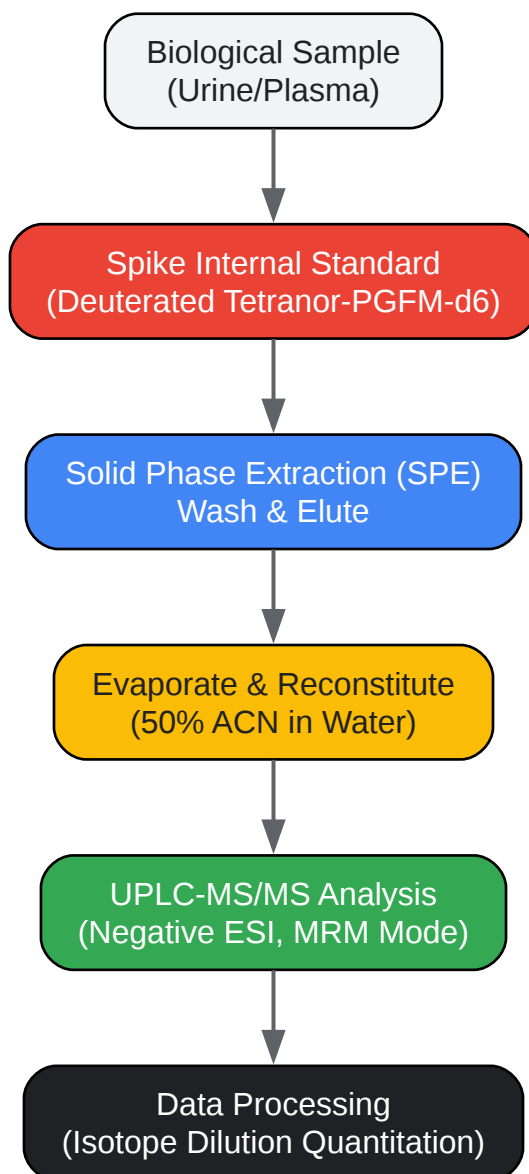 Biological Sample
(Urine/Plasma)
Spike Internal Standard
(Deuterated Tetranor-PGFM-d6)
Solid Phase Extraction (SPE)
Wash & Elute
Evaporate & Reconstitute
(50% ACN in Water)
UPLC-MS/MS Analysis
(Negative ESI, MRM Mode)
Data Processing
(Isotope Dilution Quantitation)